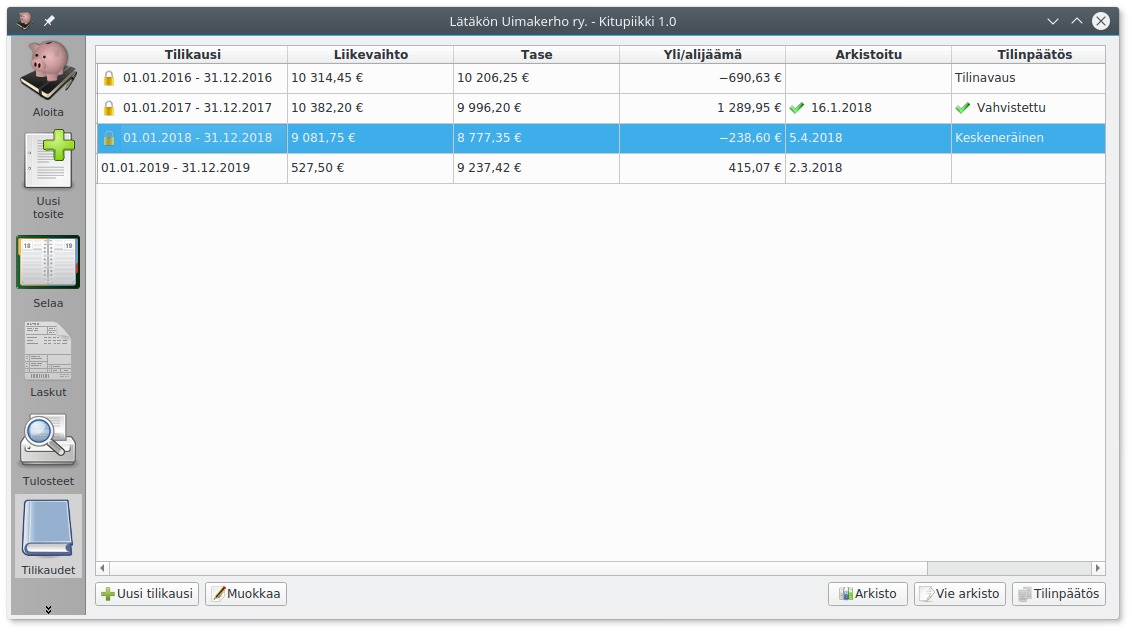 Lätäkön Uimakerho ry. - Kitupiikki 1.0
Aloita
Uusi
tosite
18 19
Selaa
Laskut
Tulosteet
Tilikaudet
Tilikausi Liikevaihto Tase Yli/alijäämä Arkistoitu Tilinpäätös
01.01.2016 - 31.12.2016 10 314,45 € 10 206,25 € −690,63 € Tilinavaus
01.01.2017 - 31.12.2017 10 382,20 € 9 996,20 € 1 289,95 € 16.1.2018 Vahvistettu
01.01.2018 - 31.12.2018 9 081,75 € 8 777,35 € −238,60 € 5.4.2018 Keskeneräinen
01.01.2019 - 31.12.2019 527,50 € 9 237,42 € 415,07 € 2.3.2018
Uusi tilikausi Muokkaa Arkisto Vie arkisto Tilinpäätös